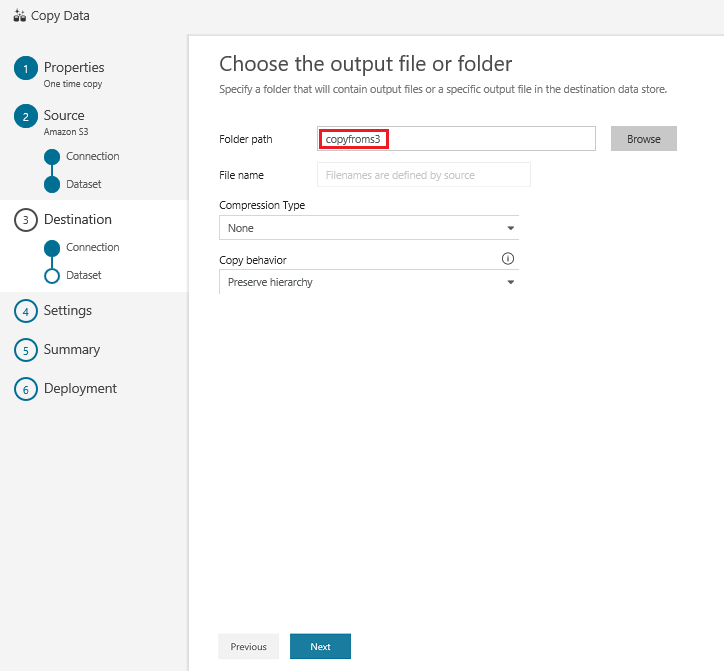 Copy Data
1 Properties
One time copy
2 Source
Amazon S3
Connection
Dataset
3 Destination
Connection
Dataset
4 Settings
5 Summary
6 Deployment
Choose the output file or folder
Specify a folder that will contain output files or a specific output file in the destination data store.
Folder path copyfroms3 Browse
File name Filenames are defined by source
Compression Type
None
Copy behavior
Preserve hierarchy
Previous Next